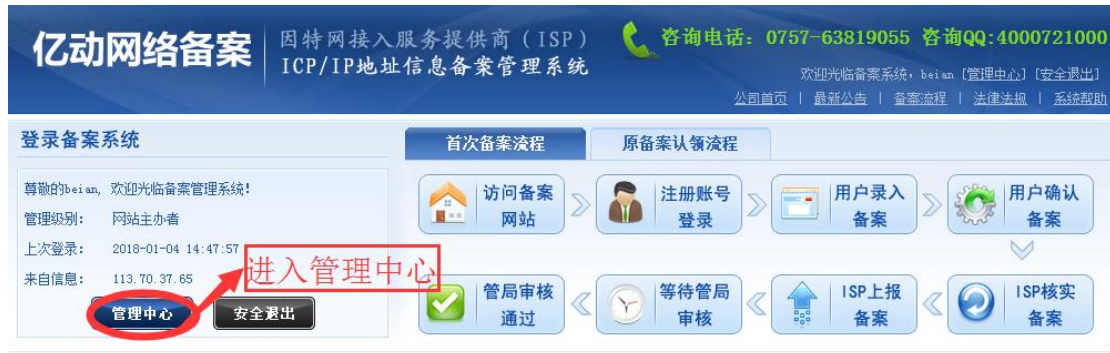 亿动网络备案
因特网接入服务提供商（ISP）
ICP/IP地址信息备案管理系统
咨询电话：0757-63819055 咨询QQ:4000721000
欢迎光临备案系统，beian [管理中心] [安全退出]
公司首页 | 最新公告 | 备案流程 | 法律法规 | 系统帮助
登录备案系统
尊敬的beian, 欢迎光临备案管理系统!
管理级别： 网站主办者
上次登录： 2018-01-04 14:47:57
来自信息： 113.70.37.65
进入管理中心
管理中心 安全退出
首次备案流程 原备案认领流程
访问备案
网站
注册账号
登录
用户录入
备案
用户确认
备案
管局审核
通过
等待管局
审核
ISP上报
备案
ISP核实
备案